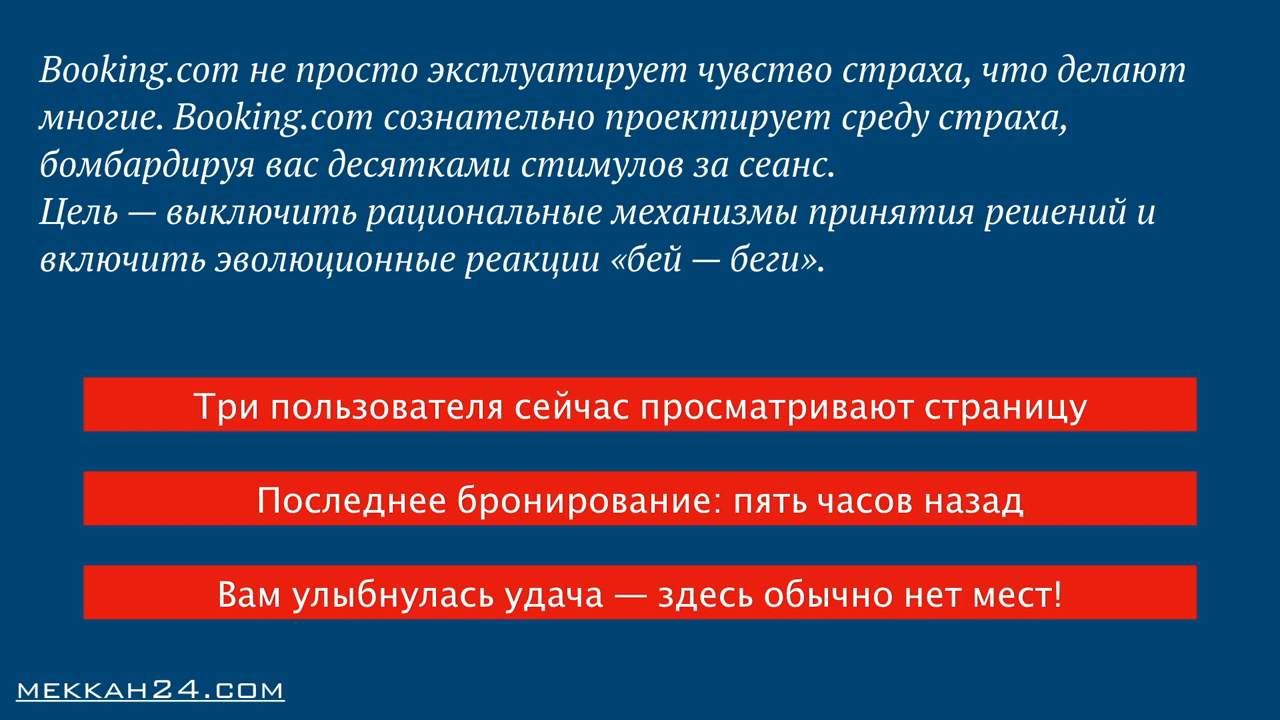 Booking.com не просто эксплуатирует чувство страха, что делают
многие. Booking.com сознательно проектирует среду страха,
бомбардируя вас десятками стимулов за сеанс.
Цель — выключить рациональные механизмы принятия решений и
включить эволюционные реакции «бей — беги».
Три пользователя сейчас просматривают страницу
Последнее бронирование: пять часов назад
Вам улыбнулась удача — здесь обычно нет мест!
MEKKAH24.COM